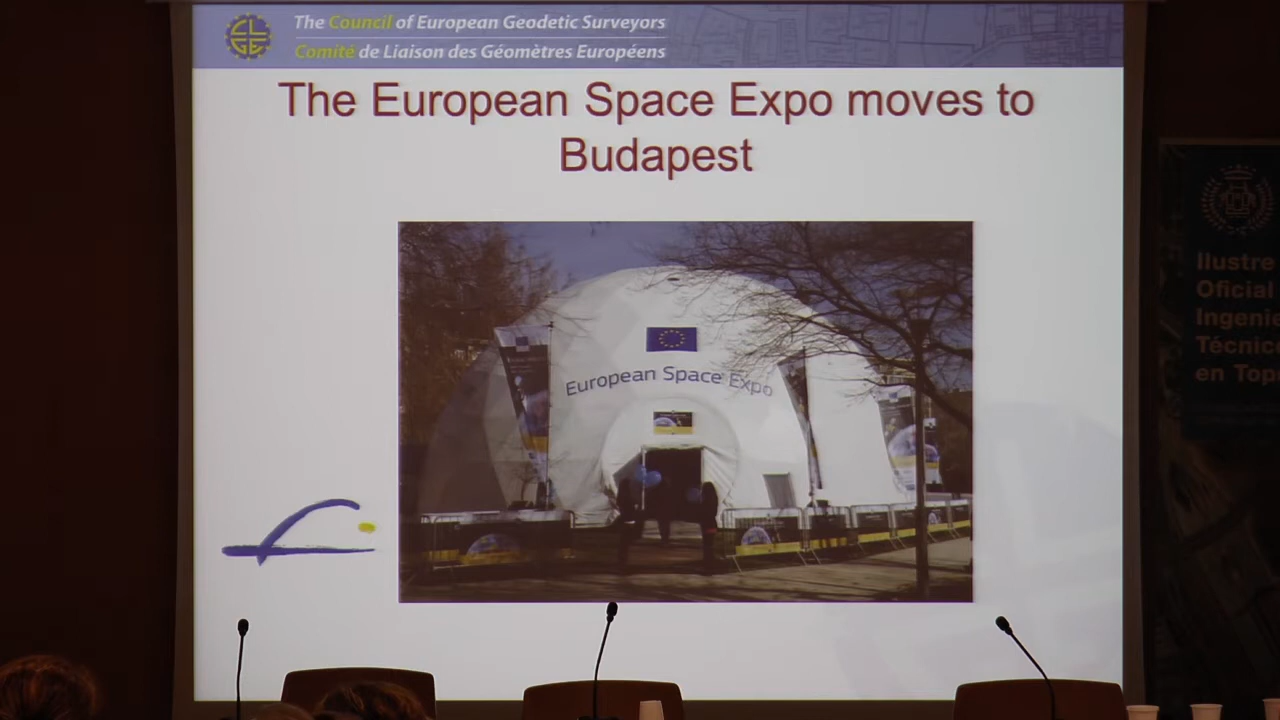 The Council of European Geodetic Surveyors
Comité de Liaison des Géomètres Européens
The European Space Expo moves to
Budapest
European Space Expo
Ilustre
Oficial
Ingenie
Técnico
en Topo